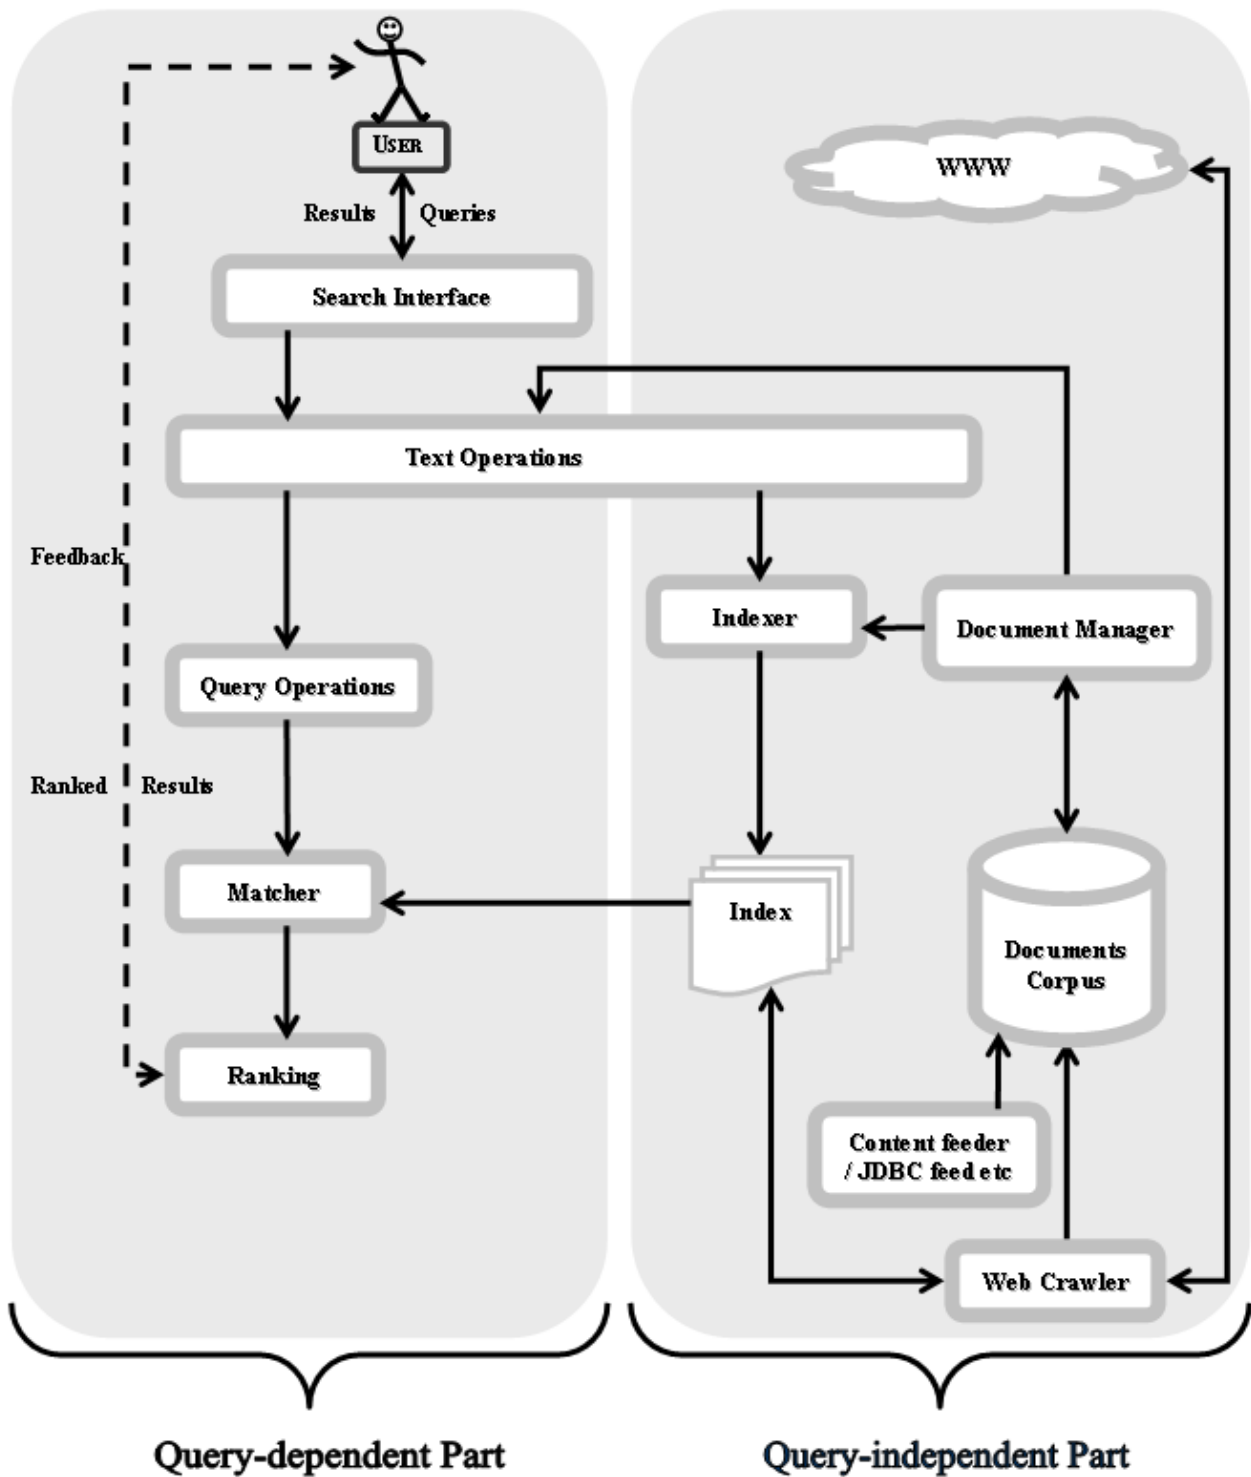 USER
WWW
Results Queries
Search Interface
Text Operations
Feedback
Indexer
Document Manager
Query Operations
Ranked Results
Matcher
Index
Documents
Corpus
Ranking
Content feeder
/ JDBC feed etc
Web Crawler
Query-dependent Part
Query-independent Part